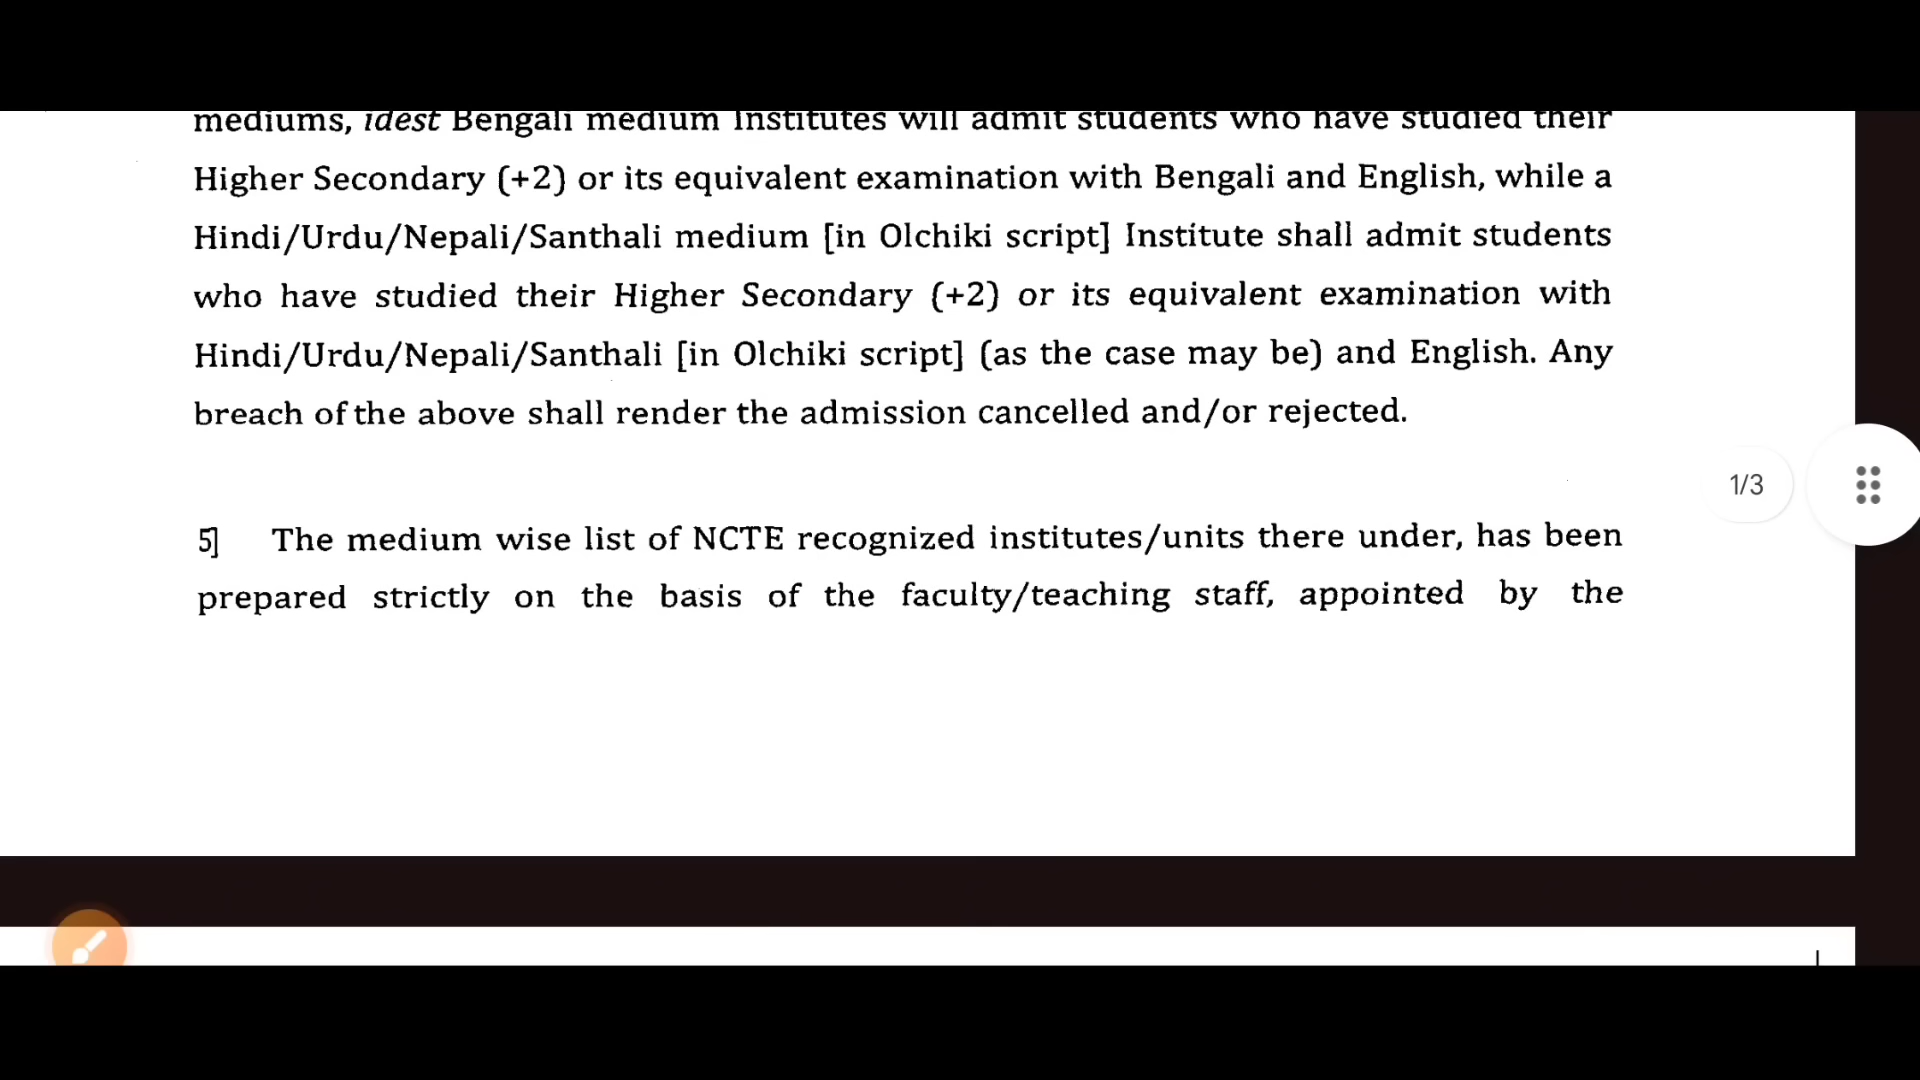 mediums, idest Bengali medium Institutes will admit students who have studied their
Higher Secondary (+2) or its equivalent examination with Bengali and English, while a
Hindi/Urdu/Nepali/Santhali medium [in Olchiki script] Institute shall admit students
who have studied their Higher Secondary (+2) or its equivalent examination with
Hindi/Urdu/Nepali/Santhali [in Olchiki script] (as the case may be) and English. Any
breach of the above shall render the admission cancelled and/or rejected.
1/3
5] The medium wise list of NCTE recognized institutes/units there under, has been
prepared strictly on the basis of the faculty/teaching staff, appointed by the